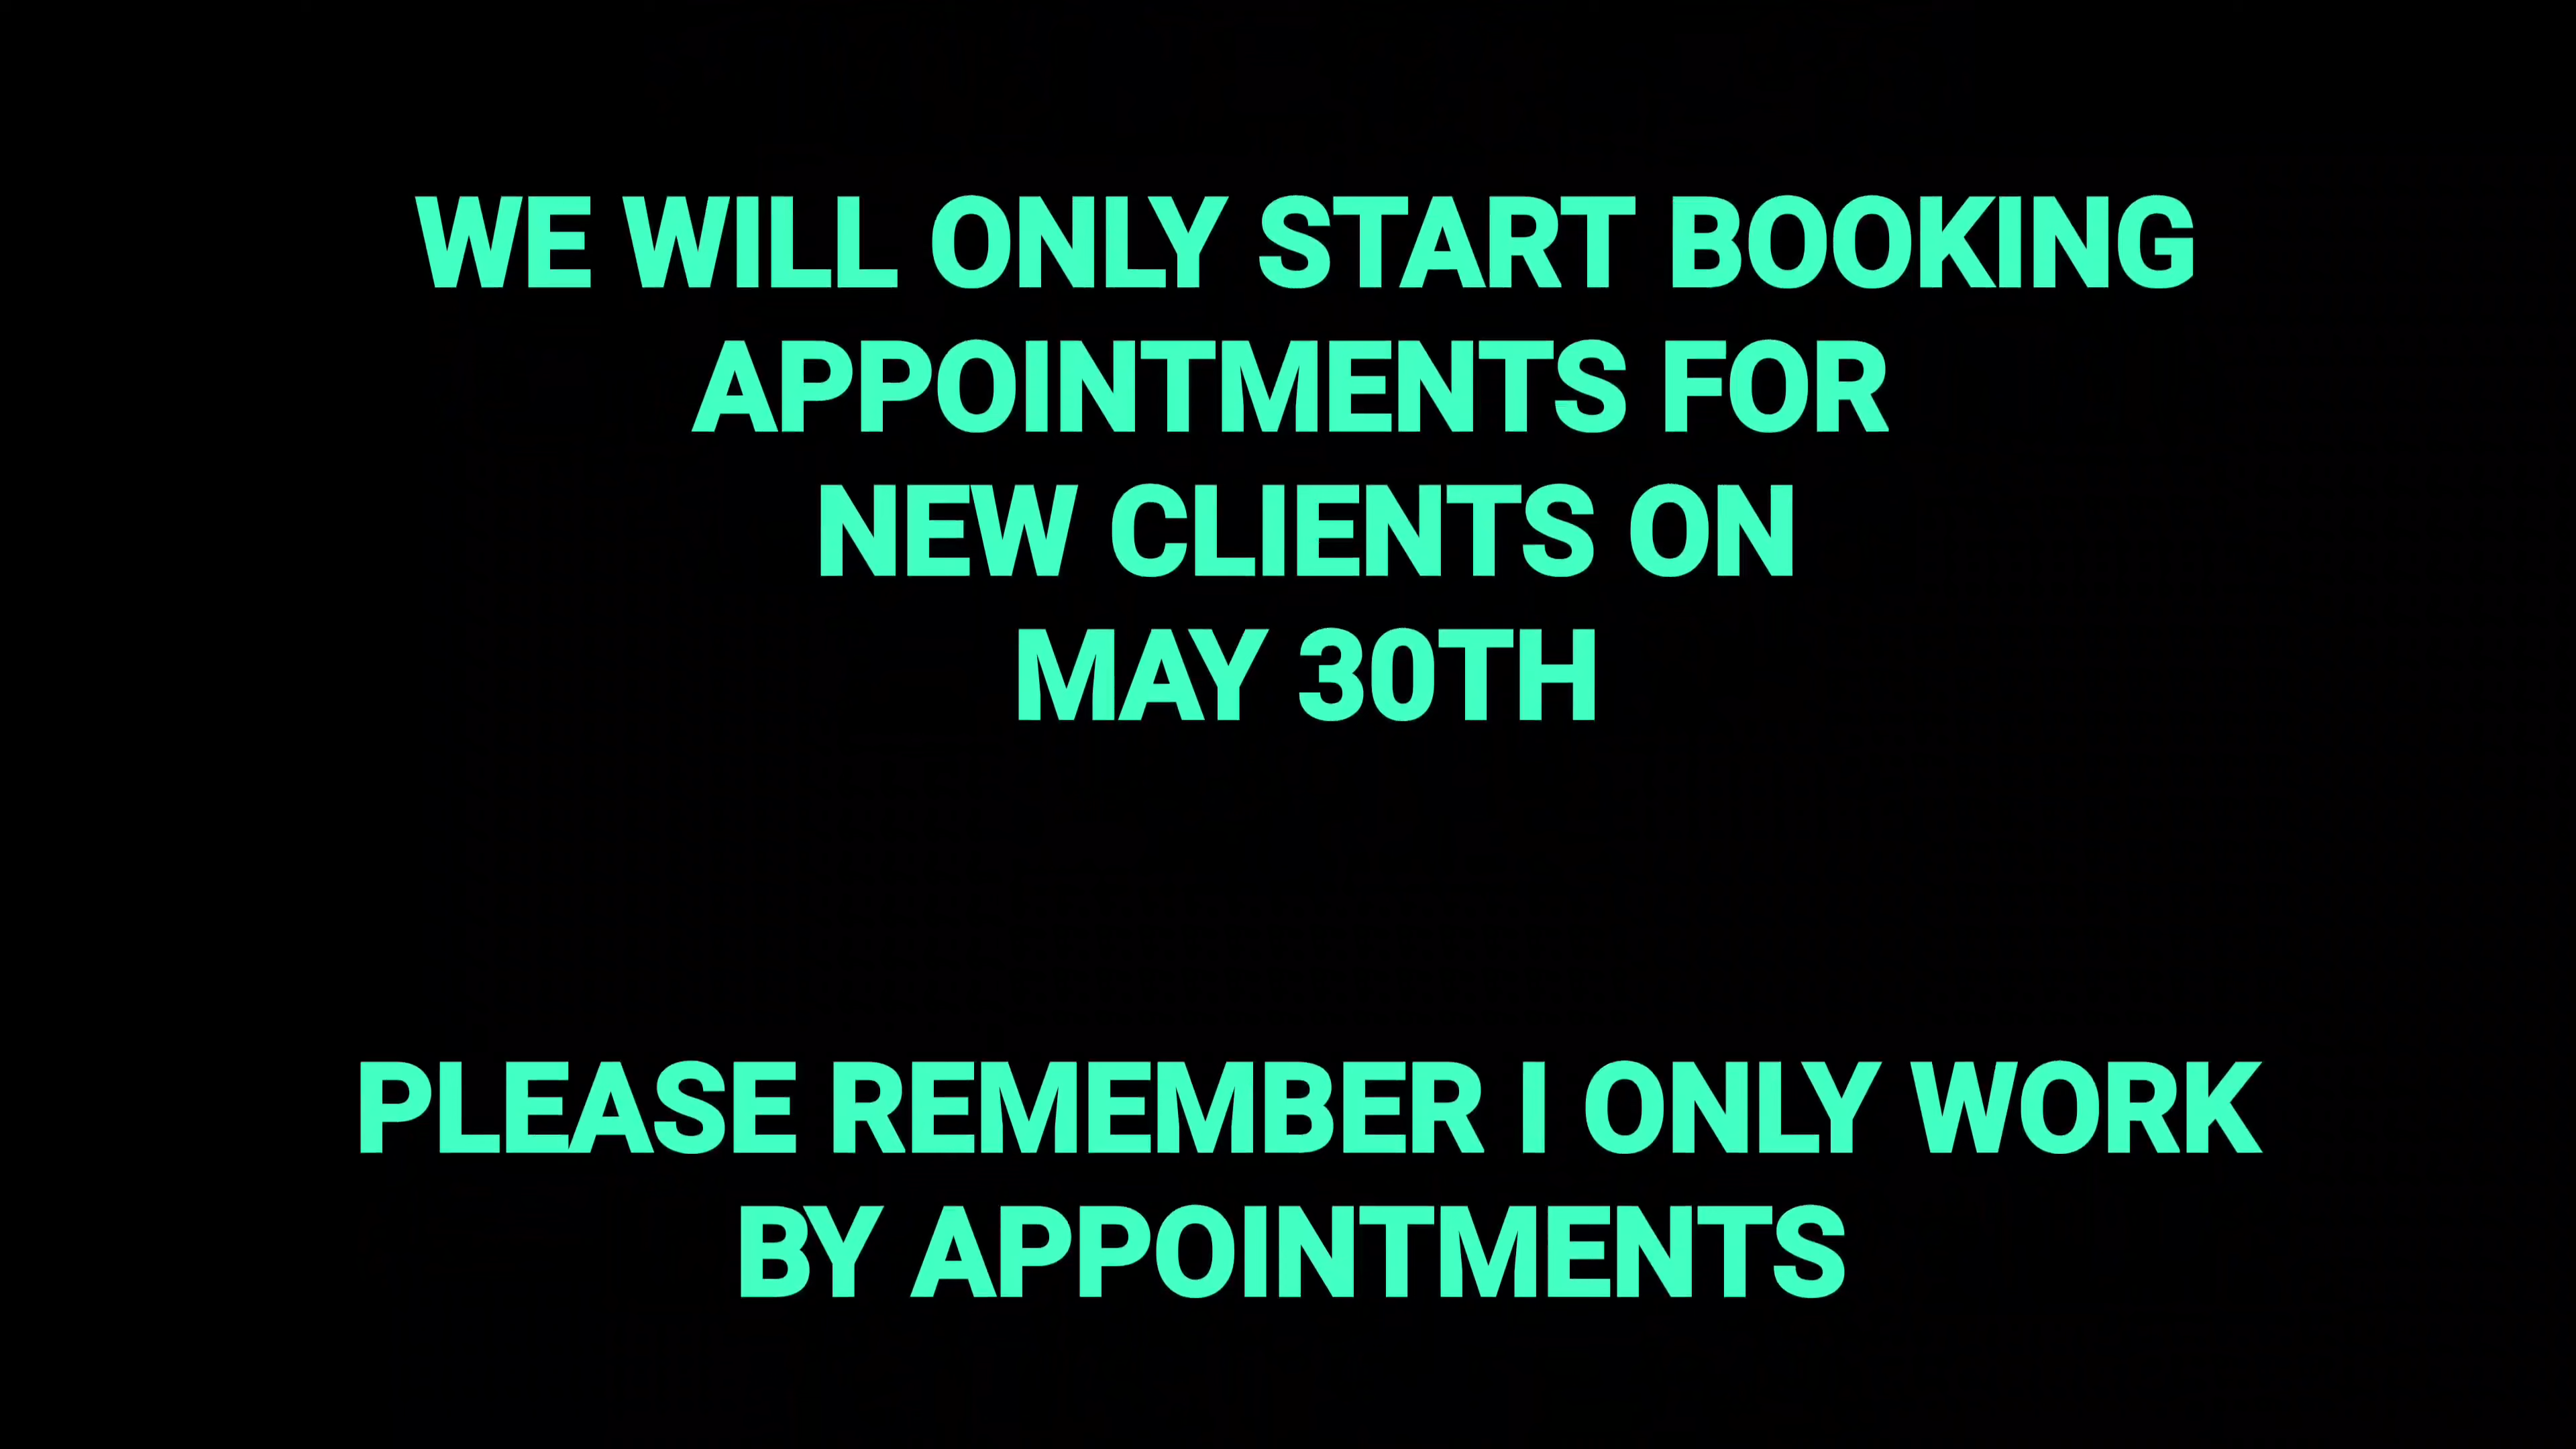 WE WILL ONLY START BOOKING
APPOINTMENTS FOR
NEW CLIENTS ON
MAY 30TH
PLEASE REMEMBER I ONLY WORK
BY APPOINTMENTS